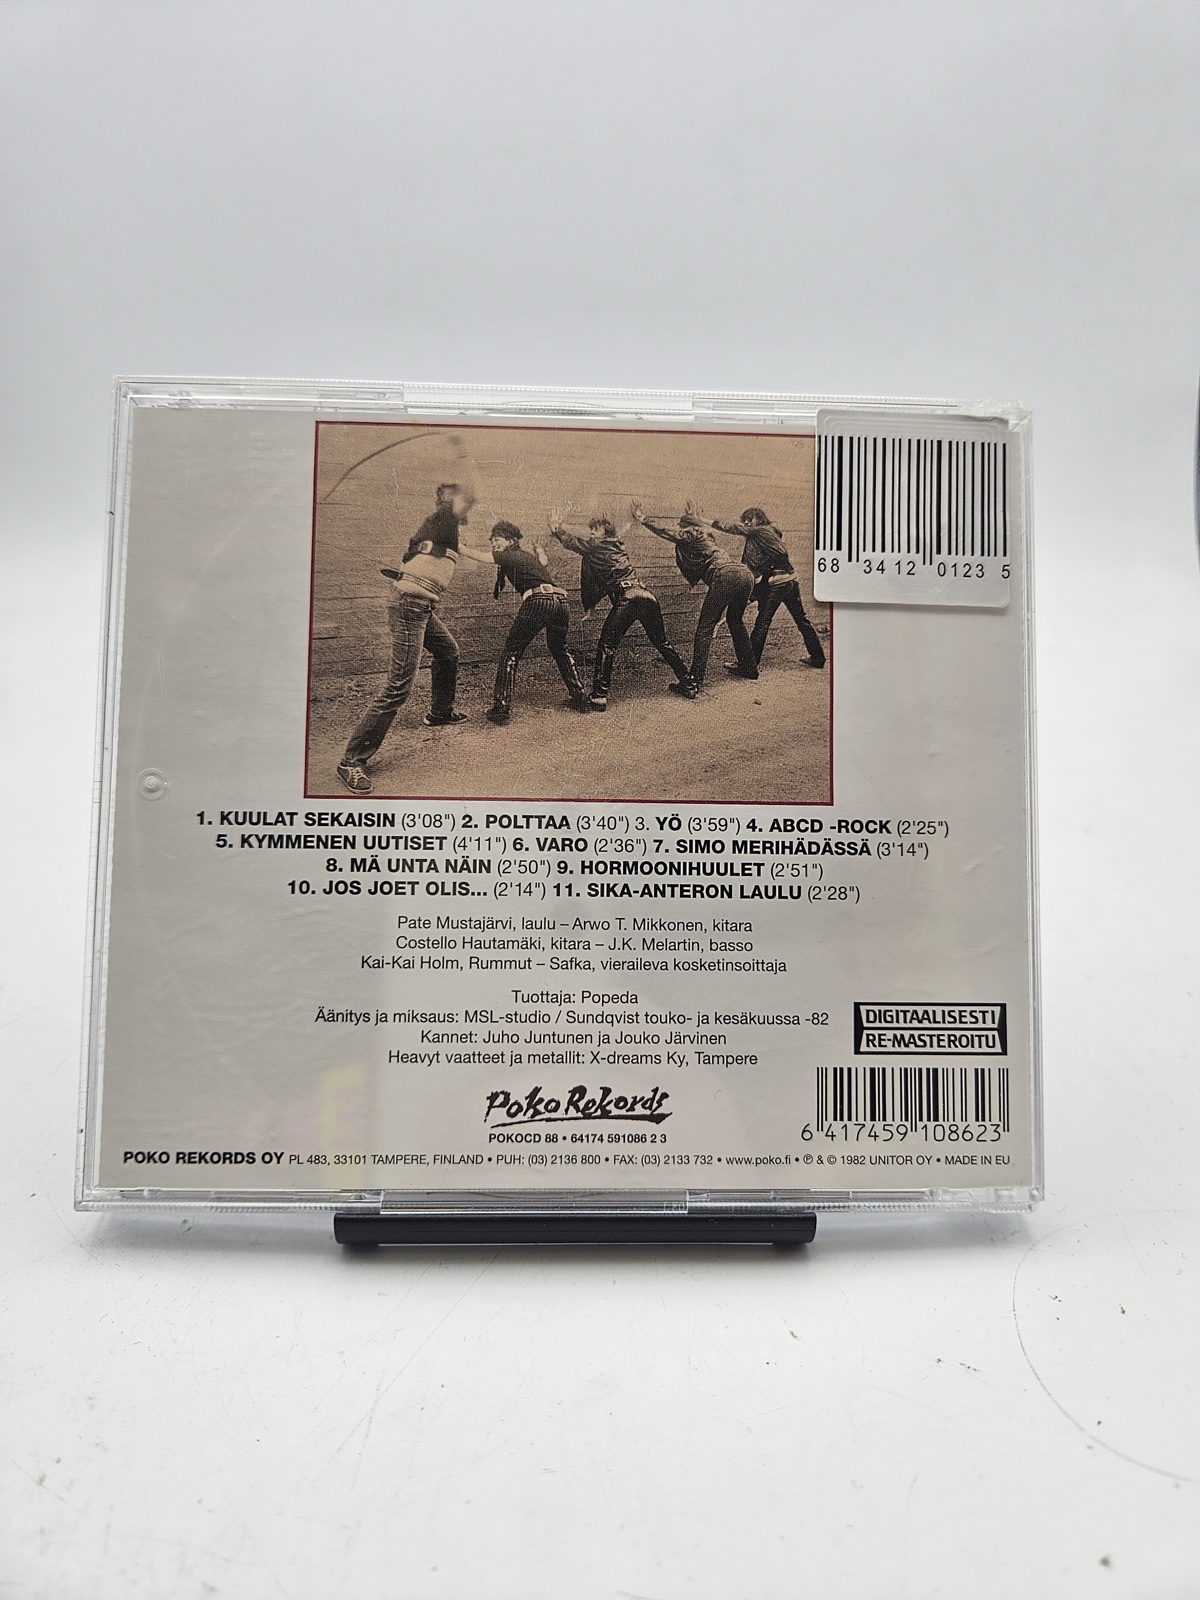 68 3412 0123 5
1. KUULAT SEKAISIN (3'08") 2. POLTTAA (3'40") 3. YÖ (3'59") 4. ABCD -ROCK (2'25")
5. KYMMENEN UUTISET (4'11") 6. VARO (2'36") 7. SIMO MERIHÄDÄSSÄ (3'14")
8. MÄ UNTA NÄIN (2'50") 9. HORMOONIHUULET (2'51")
10. JOS JOET OLIS... (2'14") 11. SIKA-ANTERON LAULU (2'28")
Pate Mustajärvi, laulu – Arwo T. Mikkonen, kitara
Costello Hautamäki, kitara – J.K. Melartin, basso
Kai-Kai Holm, Rummut – Safka, vieraileva kosketinsoittaja
Tuottaja: Popeda
Äänitys ja miksaus: MSL-studio / Sundqvist touko- ja kesäkuussa -82
Kannet: Juho Juntunen ja Jouko Järvinen
Heavyt vaatteet ja metallit: X-dreams Ky, Tampere
DIGITAALISESTI
RE-MASTEROITU
Poko Rekords
POKOCD 88 • 64174 591086 2 3
6 417459 108623
POKO REKORDS OY PL 483, 33101 TAMPERE, FINLAND • PUH: (03) 2136 800 • FAX: (03) 2133 732 • www.poko.fi • ℗ & © 1982 UNITOR OY • MADE IN EU